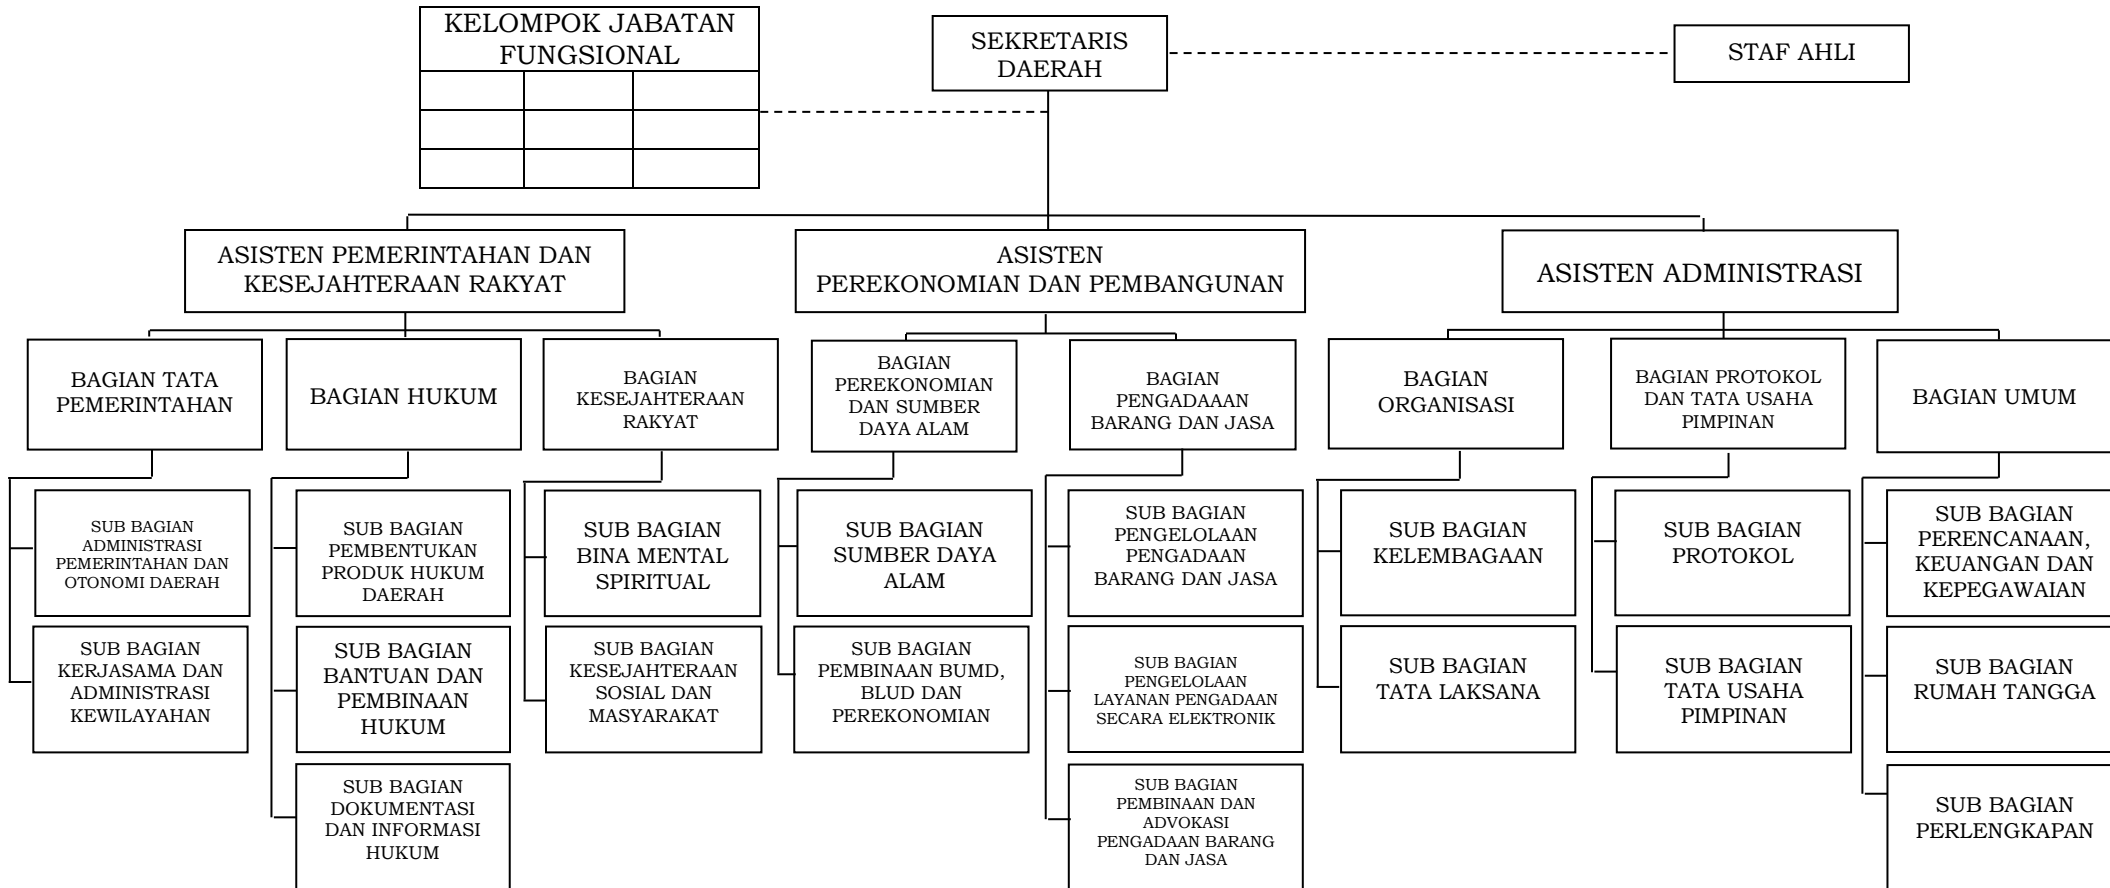 KELOMPOK JABATAN
FUNGSIONAL
SEKRETARIS
DAERAH
STAF AHLI
ASISTEN PEMERINTAHAN DAN
KESEJAHTERAAN RAKYAT
ASISTEN
PEREKONOMIAN DAN PEMBANGUNAN
ASISTEN ADMINISTRASI
BAGIAN TATA
PEMERINTAHAN
BAGIAN HUKUM
BAGIAN
KESEJAHTERAAN
RAKYAT
BAGIAN
PEREKONOMIAN
DAN SUMBER
DAYA ALAM
BAGIAN
PENGADAAAN
BARANG DAN JASA
BAGIAN
ORGANISASI
BAGIAN PROTOKOL
DAN TATA USAHA
PIMPINAN
BAGIAN UMUM
SUB BAGIAN
ADMINISTRASI
PEMERINTAHAN DAN
OTONOMI DAERAH
SUB BAGIAN
PEMBENTUKAN
PRODUK HUKUM
DAERAH
SUB BAGIAN
BINA MENTAL
SPIRITUAL
SUB BAGIAN
SUMBER DAYA
ALAM
SUB BAGIAN
PENGELOLAAN
PENGADAAN
BARANG DAN JASA
SUB BAGIAN
KELEMBAGAAN
SUB BAGIAN
PROTOKOL
SUB BAGIAN
PERENCANAAN,
KEUANGAN DAN
KEPEGAWAIAN
SUB BAGIAN
KERJASAMA DAN
ADMINISTRASI
KEWILAYAHAN
SUB BAGIAN
BANTUAN DAN
PEMBINAAN
HUKUM
SUB BAGIAN
KESEJAHTERAAN
SOSIAL DAN
MASYARAKAT
SUB BAGIAN
PEMBINAAN BUMD,
BLUD DAN
PEREKONOMIAN
SUB BAGIAN
PENGELOLAAN
LAYANAN PENGADAAN
SECARA ELEKTRONIK
SUB BAGIAN
TATA LAKSANA
SUB BAGIAN
TATA USAHA
PIMPINAN
SUB BAGIAN
RUMAH TANGGA
SUB BAGIAN
DOKUMENTASI
DAN INFORMASI
HUKUM
SUB BAGIAN
PEMBINAAN DAN
ADVOKASI
PENGADAAN BARANG
DAN JASA
SUB BAGIAN
PERLENGKAPAN